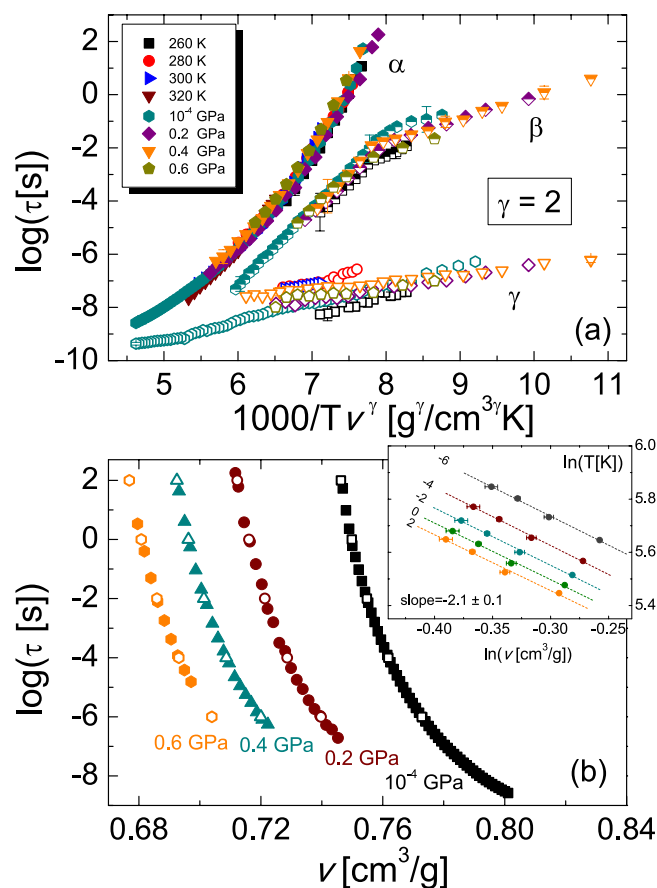 2
0
-2
-4
-6
-8
-10
log(τ[s])
260 K
280 K
300 K
320 K
10⁻⁴ GPa
0.2 GPa
0.4 GPa
0.6 GPa
α
β
γ = 2
γ
(a)
5 6 7 8 9 10 11
1000/Tν^γ [g^γ/cm^3γK]
2
0
-2
-4
-6
-8
log(τ [s])
0.6 GPa
0.4 GPa
0.2 GPa
10⁻⁴ GPa
(b)
-6
-4
-2
0
2
ln(T[K])
6.0
5.8
5.6
5.4
slope=-2.1 ± 0.1
-0.40 -0.35 -0.30 -0.25
ln(ν[cm³/g])
0.68 0.72 0.76 0.80 0.84
ν [cm³/g]